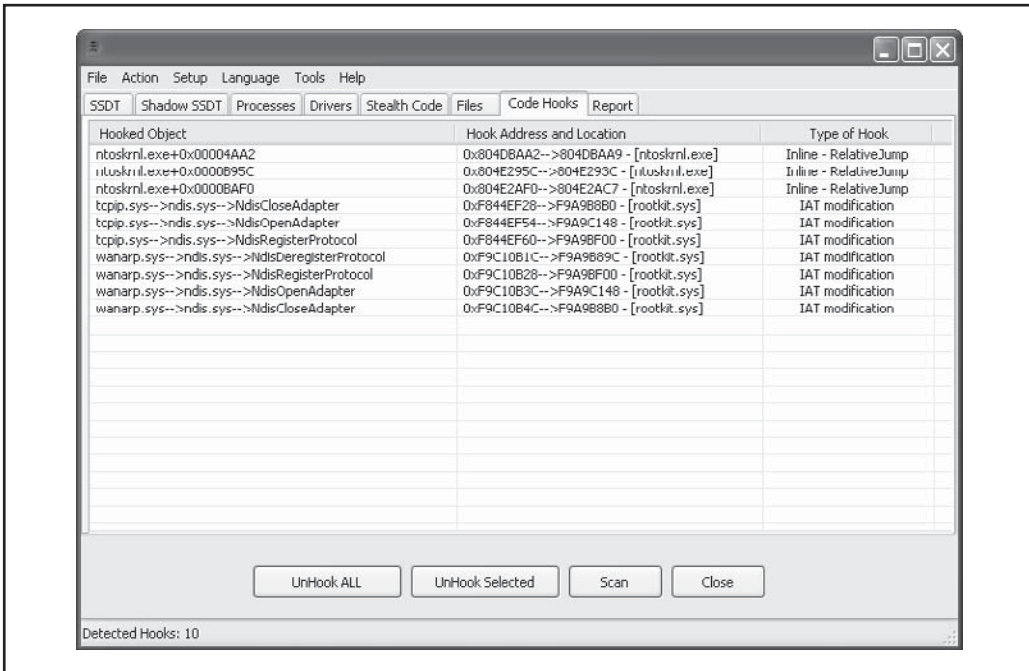 File Action Setup Language Tools Help
SSDT Shadow SSDT Processes Drivers Stealth Code Files Code Hooks Report
Hooked Object Hook Address and Location Type of Hook
ntoskrnl.exe+0x00004AA2 0x804DBAA2-->804DBAA9 - [ntoskrnl.exe] Inline - RelativeJump
ntoskrnl.exe+0x0000B95C 0x804E295C-->804E293C - [ntoskrnl.exe] Inline - RelativeJump
ntoskrnl.exe+0x0000BAF0 0x804E2AF0-->804E2AC7 - [ntoskrnl.exe] Inline - RelativeJump
tcpip.sys-->ndis.sys-->NdisCloseAdapter 0xF844EF28-->F9A9B8B0 - [rootkit.sys] IAT modification
tcpip.sys-->ndis.sys-->NdisOpenAdapter 0xF844EF54-->F9A9C148 - [rootkit.sys] IAT modification
tcpip.sys-->ndis.sys-->NdisRegisterProtocol 0xF844EF60-->F9A9BF00 - [rootkit.sys] IAT modification
wanarp.sys-->ndis.sys-->NdisDeregisterProtocol 0xF9C10B1C-->F9A9B89C - [rootkit.sys] IAT modification
wanarp.sys-->ndis.sys-->NdisRegisterProtocol 0xF9C10B28-->F9A9BF00 - [rootkit.sys] IAT modification
wanarp.sys-->ndis.sys-->NdisOpenAdapter 0xF9C10B3C-->F9A9C148 - [rootkit.sys] IAT modification
wanarp.sys-->ndis.sys-->NdisCloseAdapter 0xF9C10B4C-->F9A9B8B0 - [rootkit.sys] IAT modification
UnHook ALL UnHook Selected Scan Close
Detected Hooks: 10